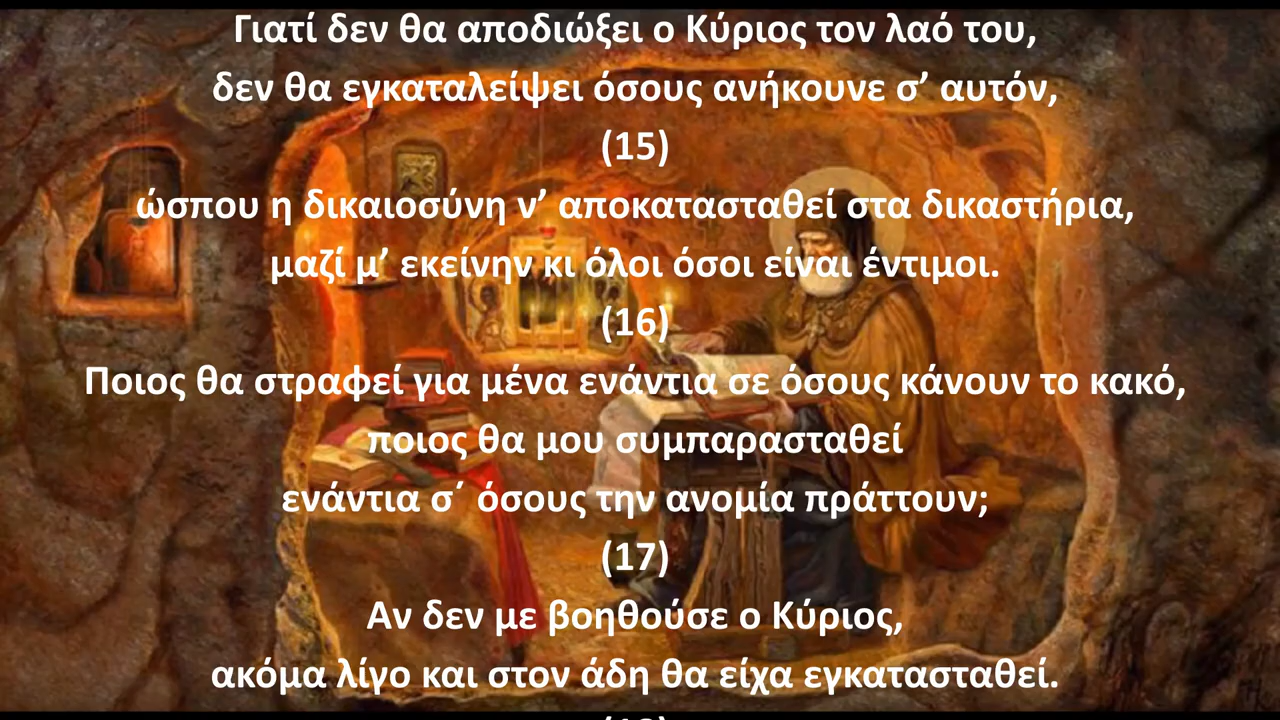 Γιατί δεν θα αποδιώξει ο Κύριος τον λαό του,
δεν θα εγκαταλείψει όσους ανήκουνε σ’ αυτόν,
(15)
ώσπου η δικαιοσύνη ν’ αποκατασταθεί στα δικαστήρια,
μαζί μ’ εκείνην κι όλοι όσοι είναι έντιμοι.
(16)
Ποιος θα στραφεί για μένα ενάντια σε όσους κάνουν το κακό,
ποιος θα μου συμπαρασταθεί
ενάντια σ΄ όσους την ανομία πράττουν;
(17)
Αν δεν με βοηθούσε ο Κύριος,
ακόμα λίγο και στον άδη θα είχα εγκατασταθεί.